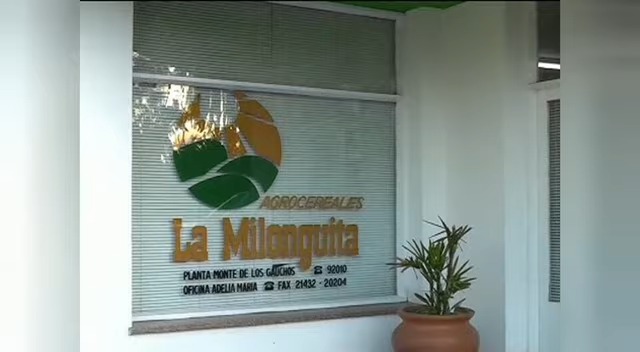 AGROCEREALES
La Milonguita
PLANTA MONTE DE LOS GAUCHOS ☎ 92010
OFICINA ADELIA MARIA ☎ FAX 21432 - 20204